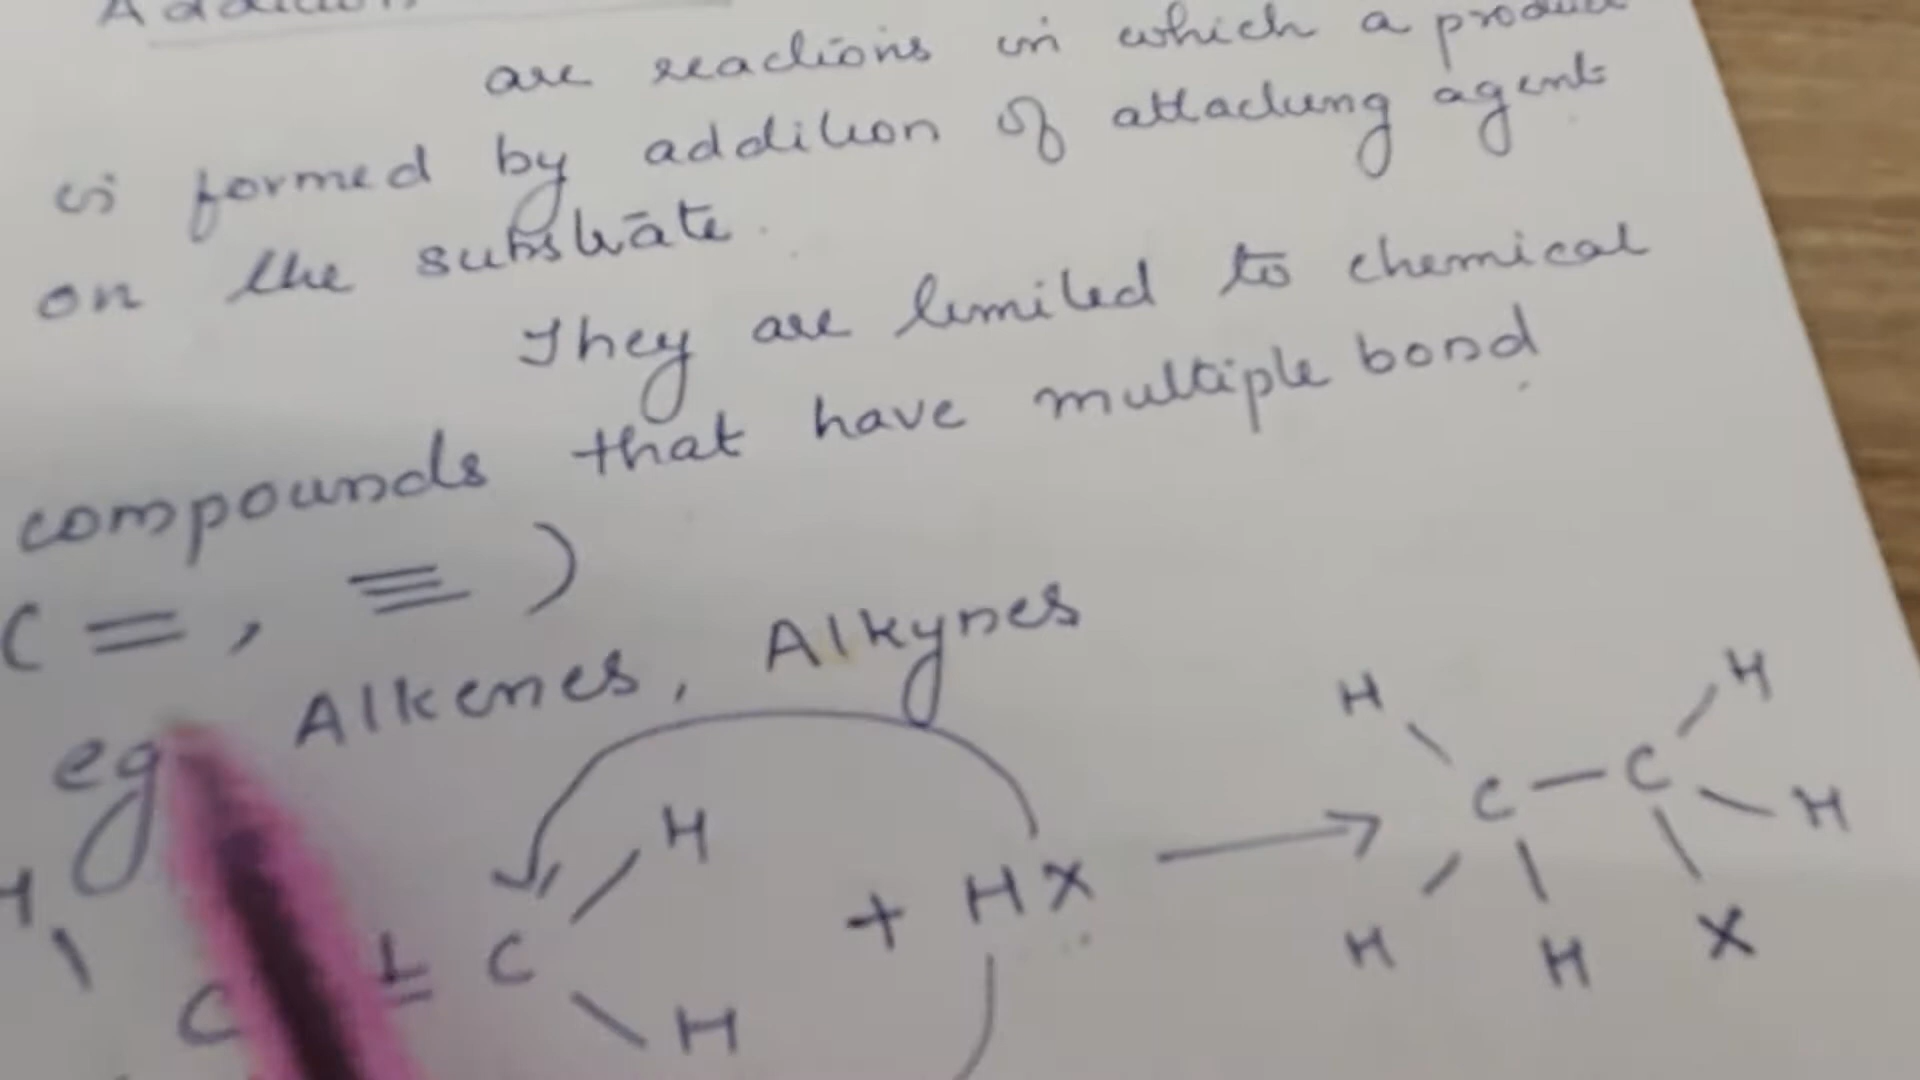 Addition
are reactions in which a product
is formed by addition of attacking agents
on the substrate.
They are limited to chemical
compounds that have multiple bond.
( = , ≡ )
eg Alkenes, Alkynes
H H H H
C = C + HX → C — C H
H H H X